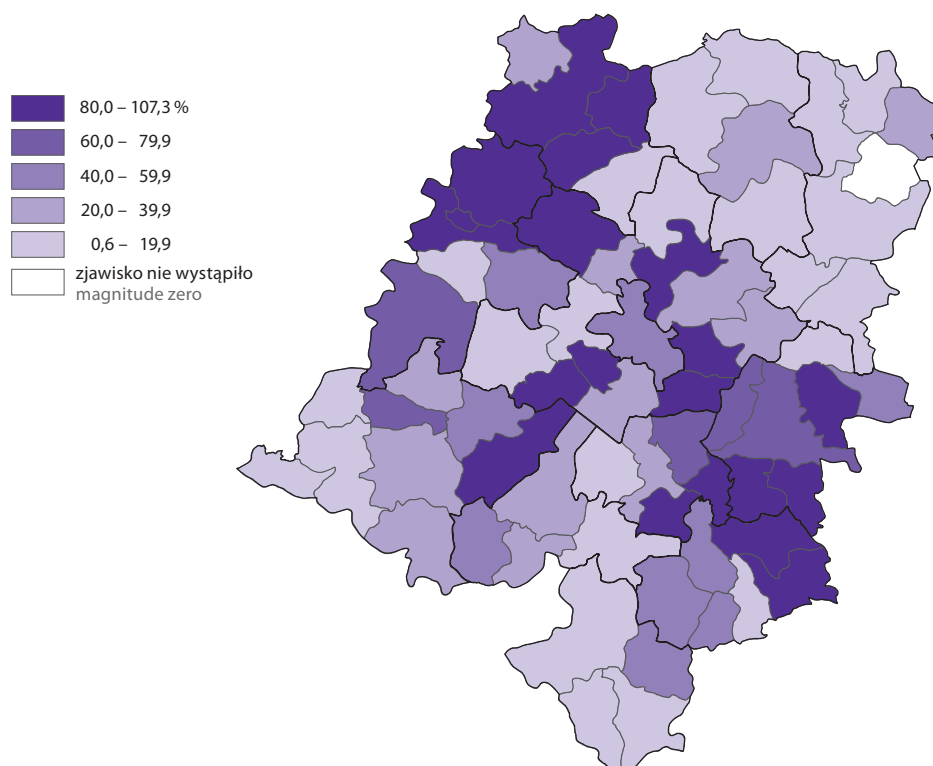 80,0 – 107,3 %
60,0 – 79,9
40,0 – 59,9
20,0 – 39,9
0,6 – 19,9
zjawisko nie wystąpiło
magnitude zero